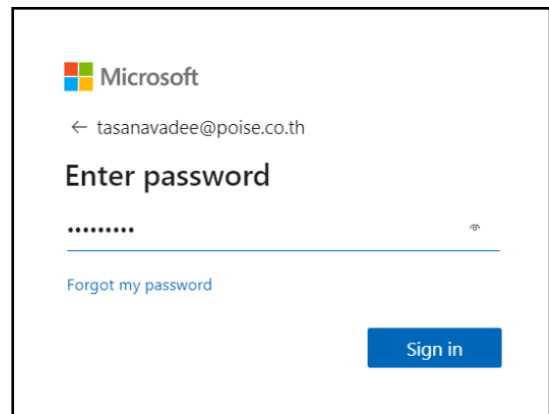 Microsoft
← tasanavadee@poise.co.th
Enter password
•••••••••
Forgot my password
Sign in